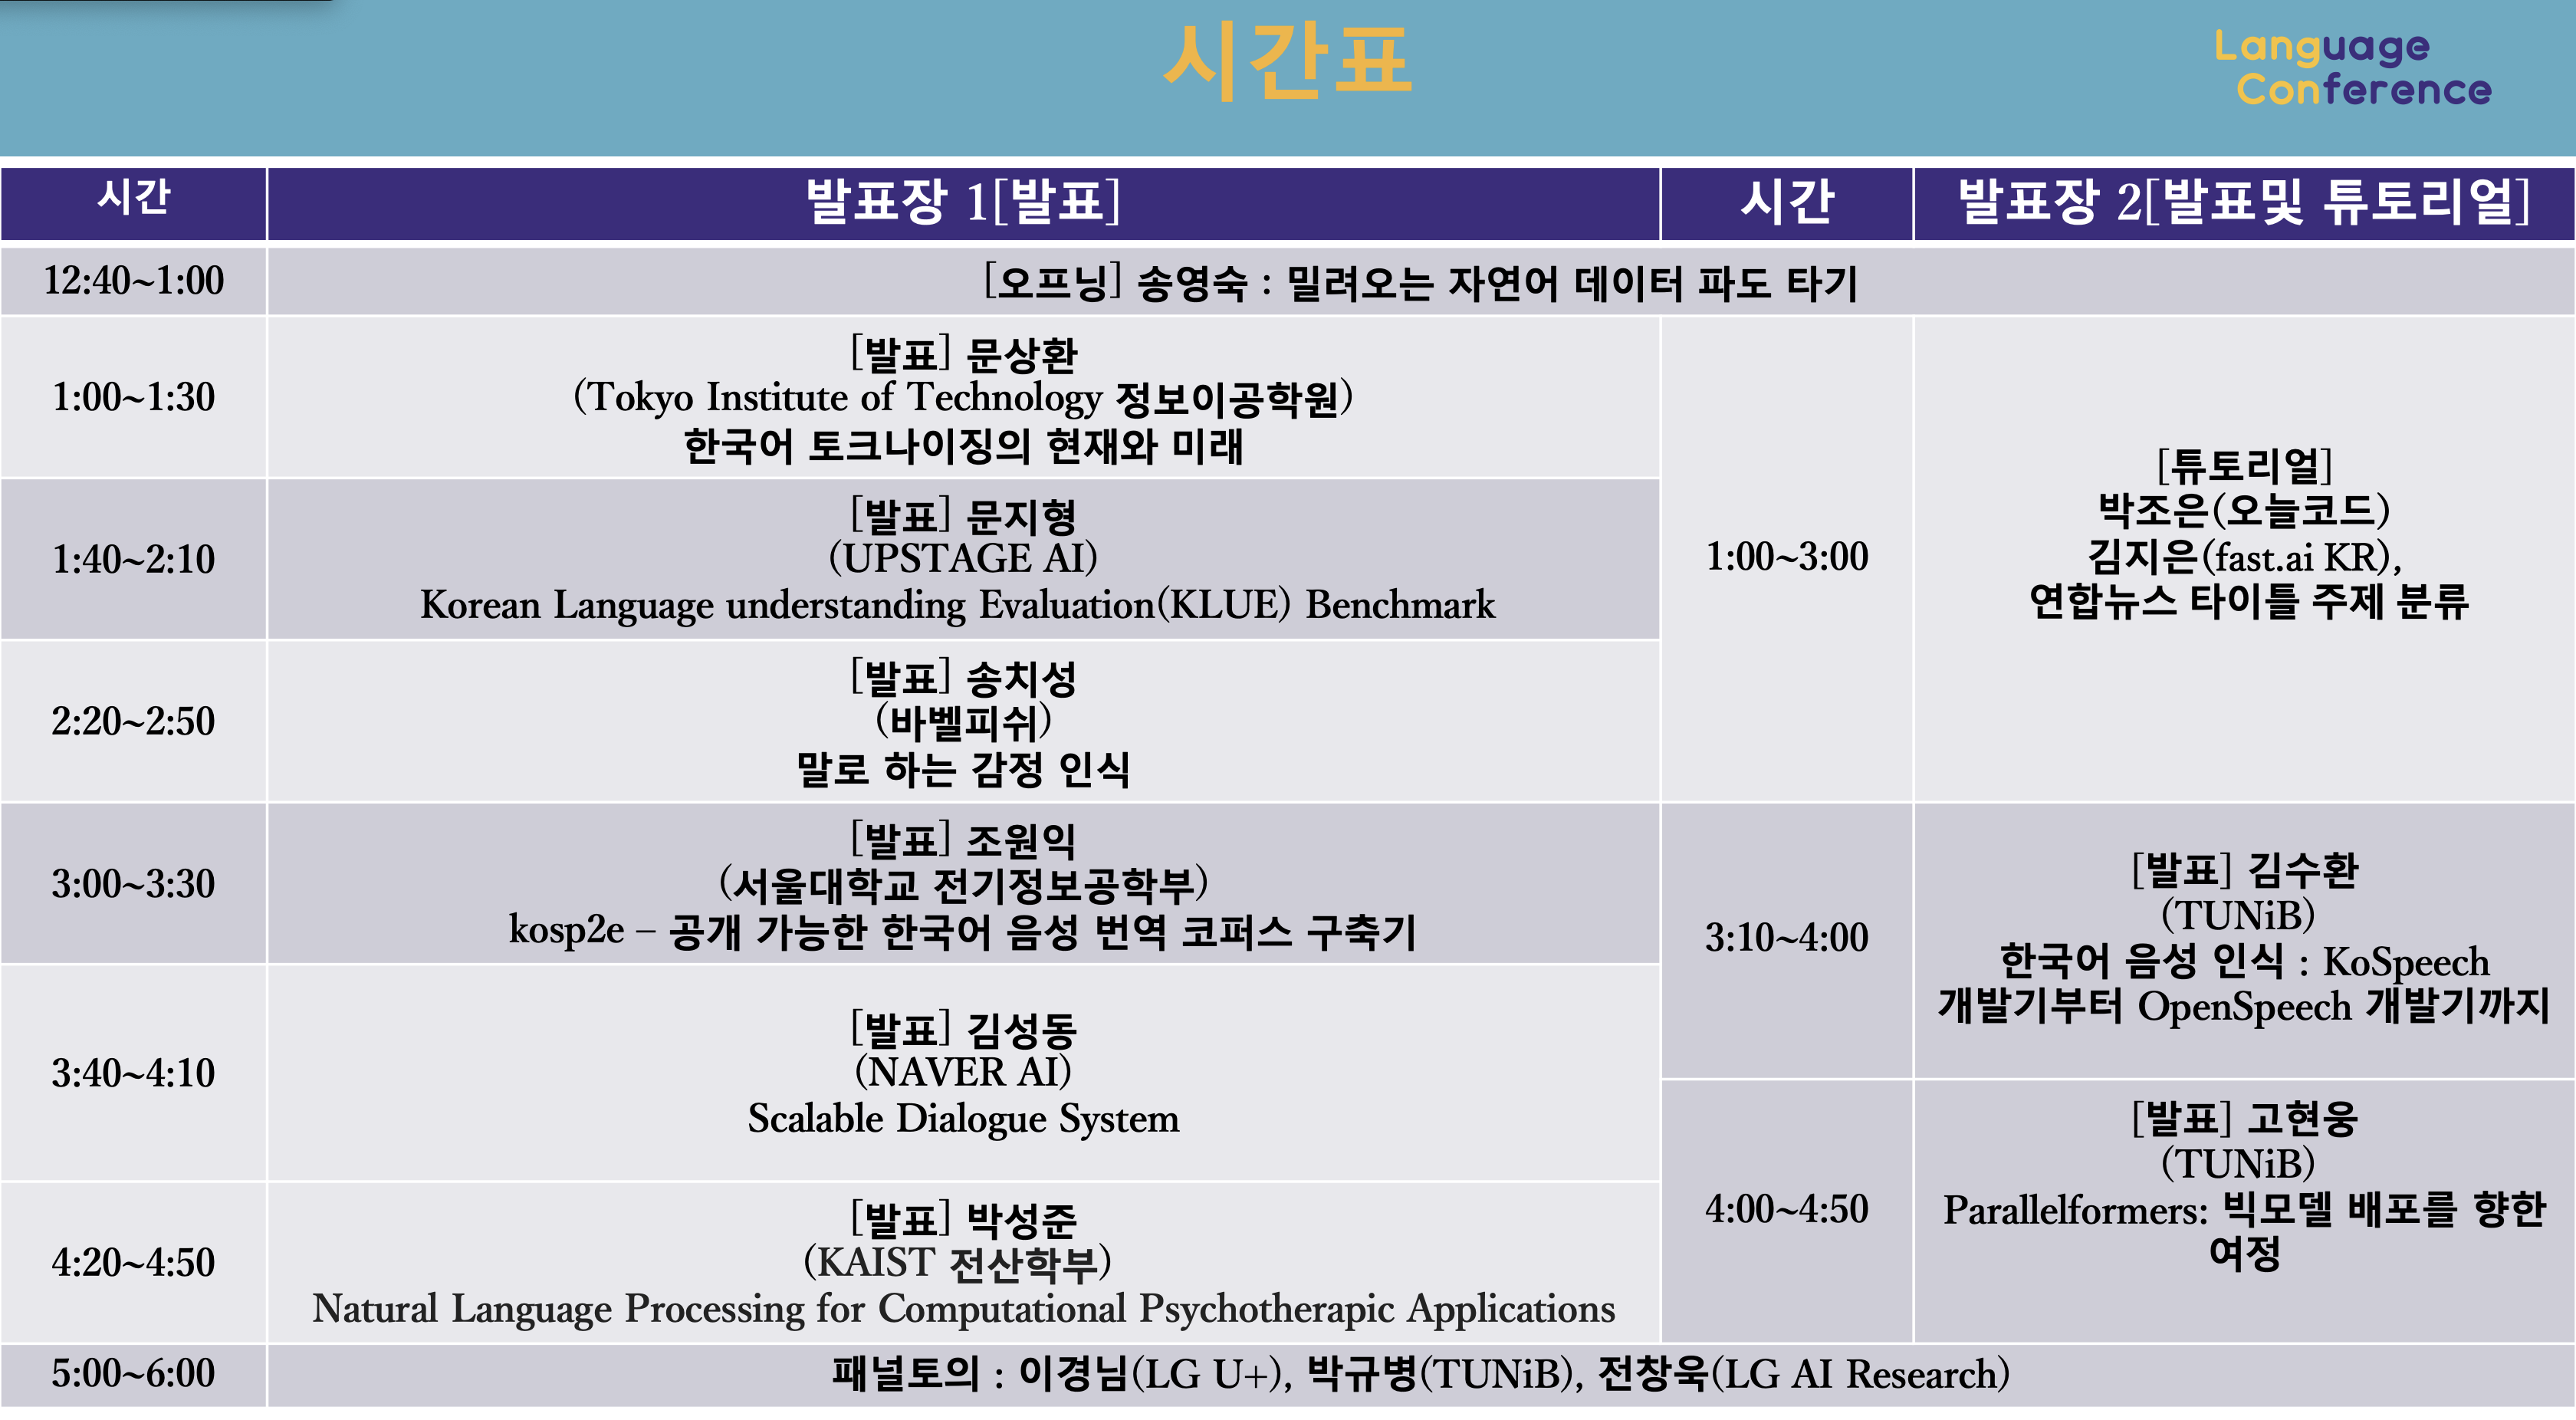 시간표
Language
Conference
시간
발표장 1[발표]
시간
발표장 2[발표및 튜토리얼]
12:40~1:00
[오프닝] 송영숙 : 밀려오는 자연어 데이터 파도 타기
1:00~1:30
[발표] 문상환
(Tokyo Institute of Technology 정보이공학원)
한국어 토크나이징의 현재와 미래
1:40~2:10
[발표] 문지형
(UPSTAGE AI)
Korean Language understanding Evaluation(KLUE) Benchmark
2:20~2:50
[발표] 송치성
(바벨피쉬)
말로 하는 감정 인식
1:00~3:00
[튜토리얼]
박조은(오늘코드)
김지은(fast.ai KR),
연합뉴스 타이틀 주제 분류
3:00~3:30
[발표] 조원익
(서울대학교 전기정보공학부)
kosp2e – 공개 가능한 한국어 음성 번역 코퍼스 구축기
3:40~4:10
[발표] 김성동
(NAVER AI)
Scalable Dialogue System
3:10~4:00
[발표] 김수환
(TUNiB)
한국어 음성 인식 : KoSpeech
개발기부터 OpenSpeech 개발기까지
4:20~4:50
[발표] 박성준
(KAIST 전산학부)
Natural Language Processing for Computational Psychotherapic Applications
4:00~4:50
[발표] 고현웅
(TUNiB)
Parallelformers: 빅모델 배포를 향한
여정
5:00~6:00
패널토의 : 이경님(LG U+), 박규병(TUNiB), 전창욱(LG AI Research)